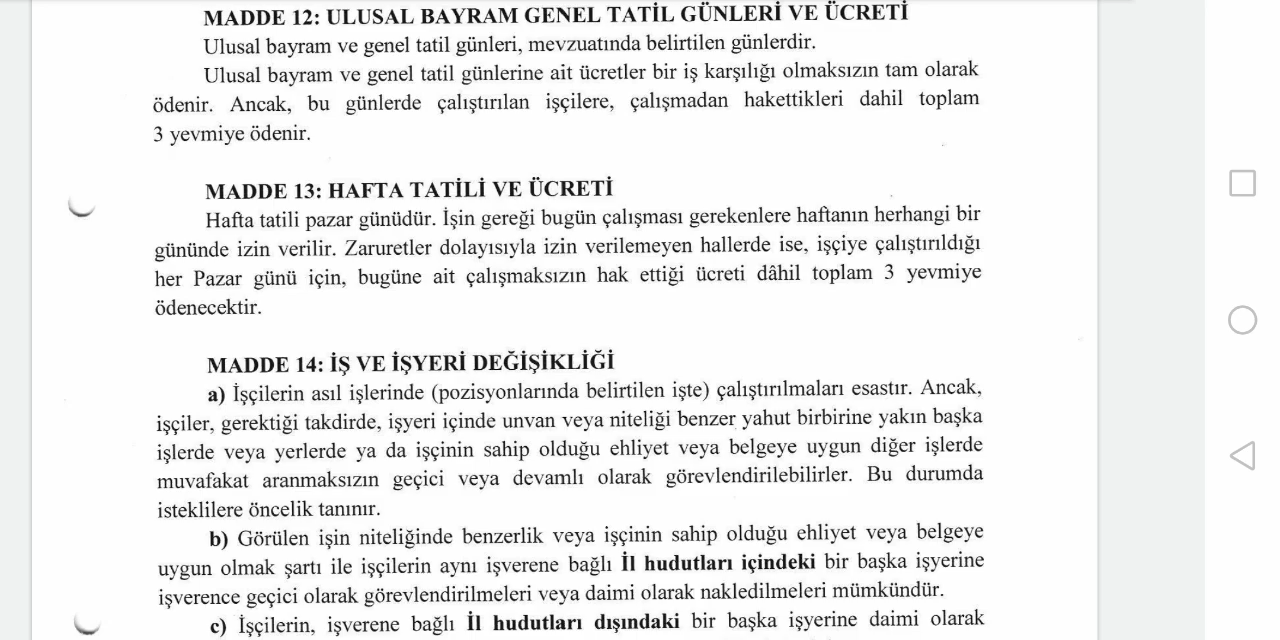 MADDE 12: ULUSAL BAYRAM GENEL TATİL GÜNLERİ VE ÜCRETİ
Ulusal bayram ve genel tatil günleri, mevzuatında belirtilen günlerdir.
Ulusal bayram ve genel tatil günlerine ait ücretler bir iş karşılığı olmaksızın tam olarak
ödenir. Ancak, bu günlerde çalıştırılan işçilere, çalışmadan hakettikleri dahil toplam
3 yevmiye ödenir.
MADDE 13: HAFTA TATİLİ VE ÜCRETİ
Hafta tatili pazar günüdür. İşin gereği bugün çalışması gerekenlere haftanın herhangi bir
gününde izin verilir. Zaruretler dolayısıyla izin verilemeyen hallerde ise, işçiye çalıştırıldığı
her Pazar günü için, bugüne ait çalışmaksızın hak ettiği ücreti dâhil toplam 3 yevmiye
ödenecektir.
MADDE 14: İŞ VE İŞYERİ DEĞİŞİKLİĞİ
a) İşçilerin asıl işlerinde (pozisyonlarında belirtilen işte) çalıştırılmaları esastır. Ancak,
işçiler, gerektiği takdirde, işyeri içinde unvan veya niteliği benzer yahut birbirine yakın başka
işlerde veya yerlerde ya da işçinin sahip olduğu ehliyet veya belgeye uygun diğer işlerde
muvafakat aranmaksızın geçici veya devamlı olarak görevlendirilebilirler. Bu durumda
isteklilere öncelik tanınır.
b) Görülen işin niteliğinde benzerlik veya işçinin sahip olduğu ehliyet veya belgeye
uygun olmak şartı ile işçilerin aynı işverene bağlı İl hudutları içindeki bir başka işyerine
işverence geçici olarak görevlendirilmeleri veya daimi olarak nakledilmeleri mümkündür.
c) İşçilerin, işverene bağlı İl hudutları dışındaki bir başka işyerine daimi olarak